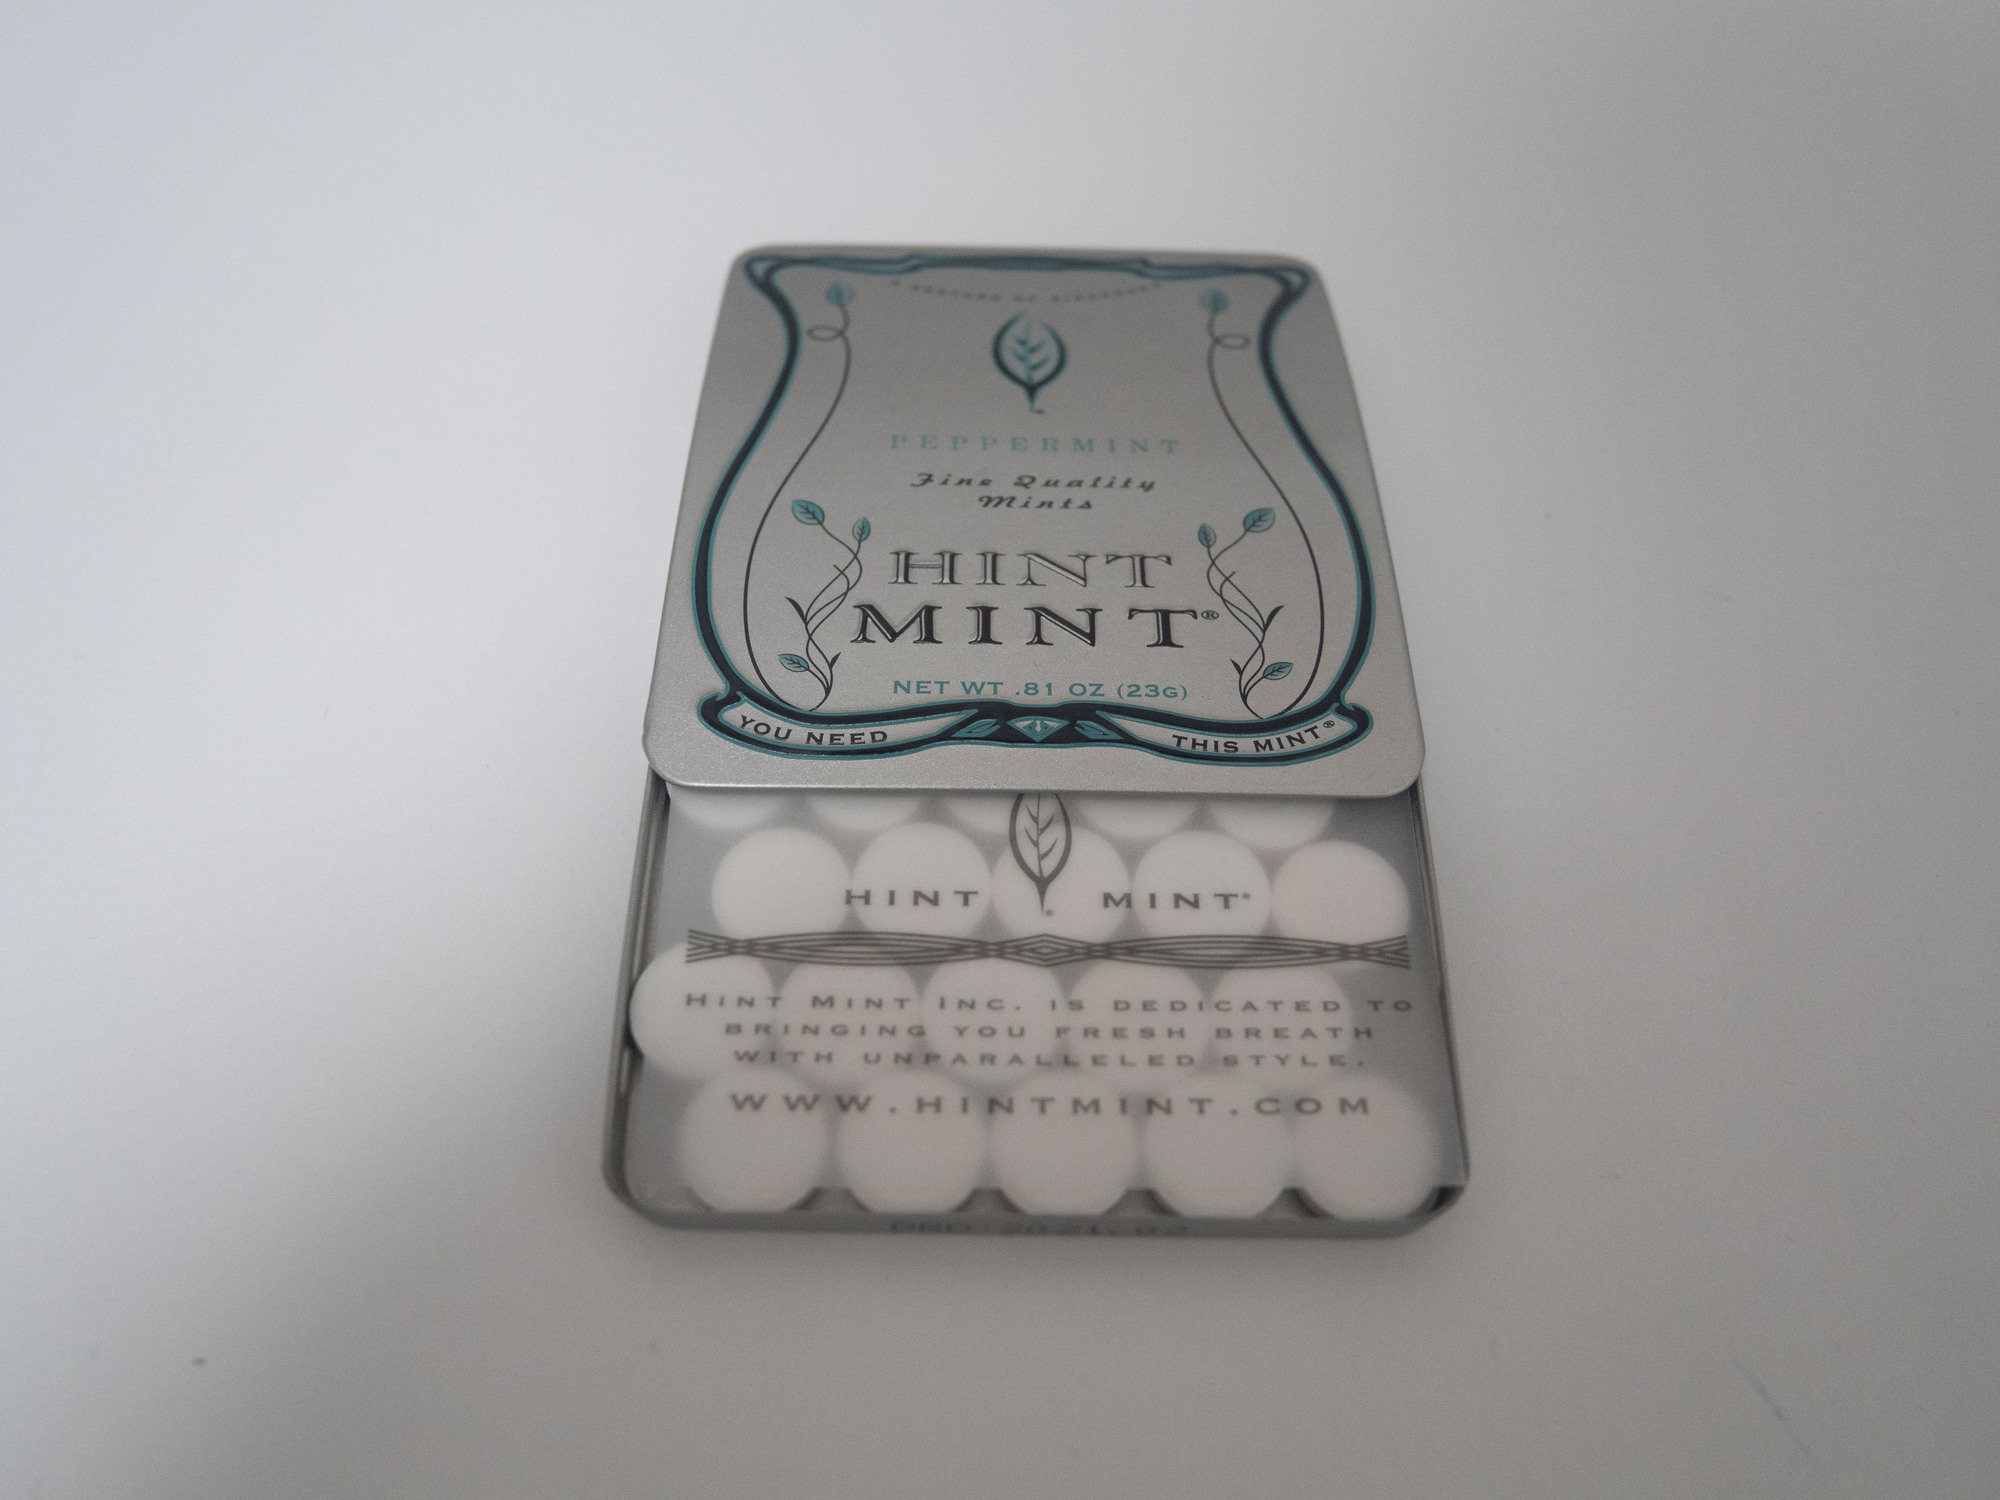 PEPPERMINT
Fine Quality
Mints
HINT
MINT®
NET WT .81 OZ (23G)
YOU NEED THIS MINT®
HINT MINT®
HINT MINT INC. IS DEDICATED TO
BRINGING YOU FRESH BREATH
WITH UNPARALLELED STYLE.
WWW.HINTMINT.COM